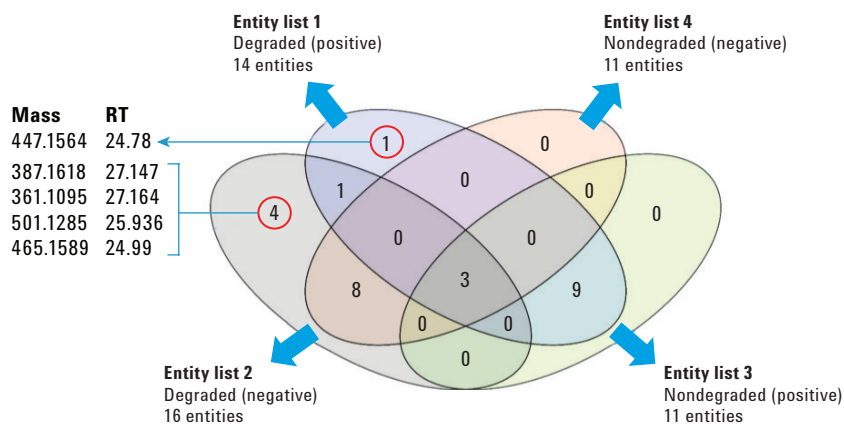 Entity list 1
Degraded (positive)
14 entities
Entity list 4
Nondegraded (negative)
11 entities
Mass RT
447.1564 24.78
387.1618 27.147
361.1095 27.164
501.1285 25.936
465.1589 24.99
1
0
1
0
0
4
0
0
0
8
3
9
0
0
0
Entity list 2
Degraded (negative)
16 entities
Entity list 3
Nondegraded (positive)
11 entities